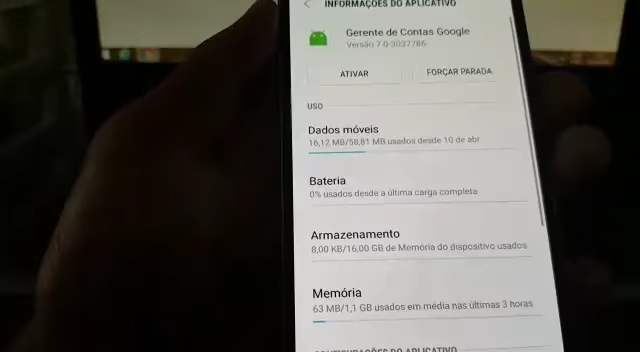 INFORMAÇÕES DO APLICATIVO
Gerente de Contas Google
Versão 7.0-3037786
ATIVAR
FORÇAR PARADA
USO
Dados móveis
16,12 MB/58,81 MB usados desde 10 de abr
Bateria
0% usados desde a última carga completa
Armazenamento
8,00 KB/16,00 GB de Memória do dispositivo usados
Memória
63 MB/1,1 GB usados em média nas últimas 3 horas
CONFIGURAÇÕES DO APLICATIVO